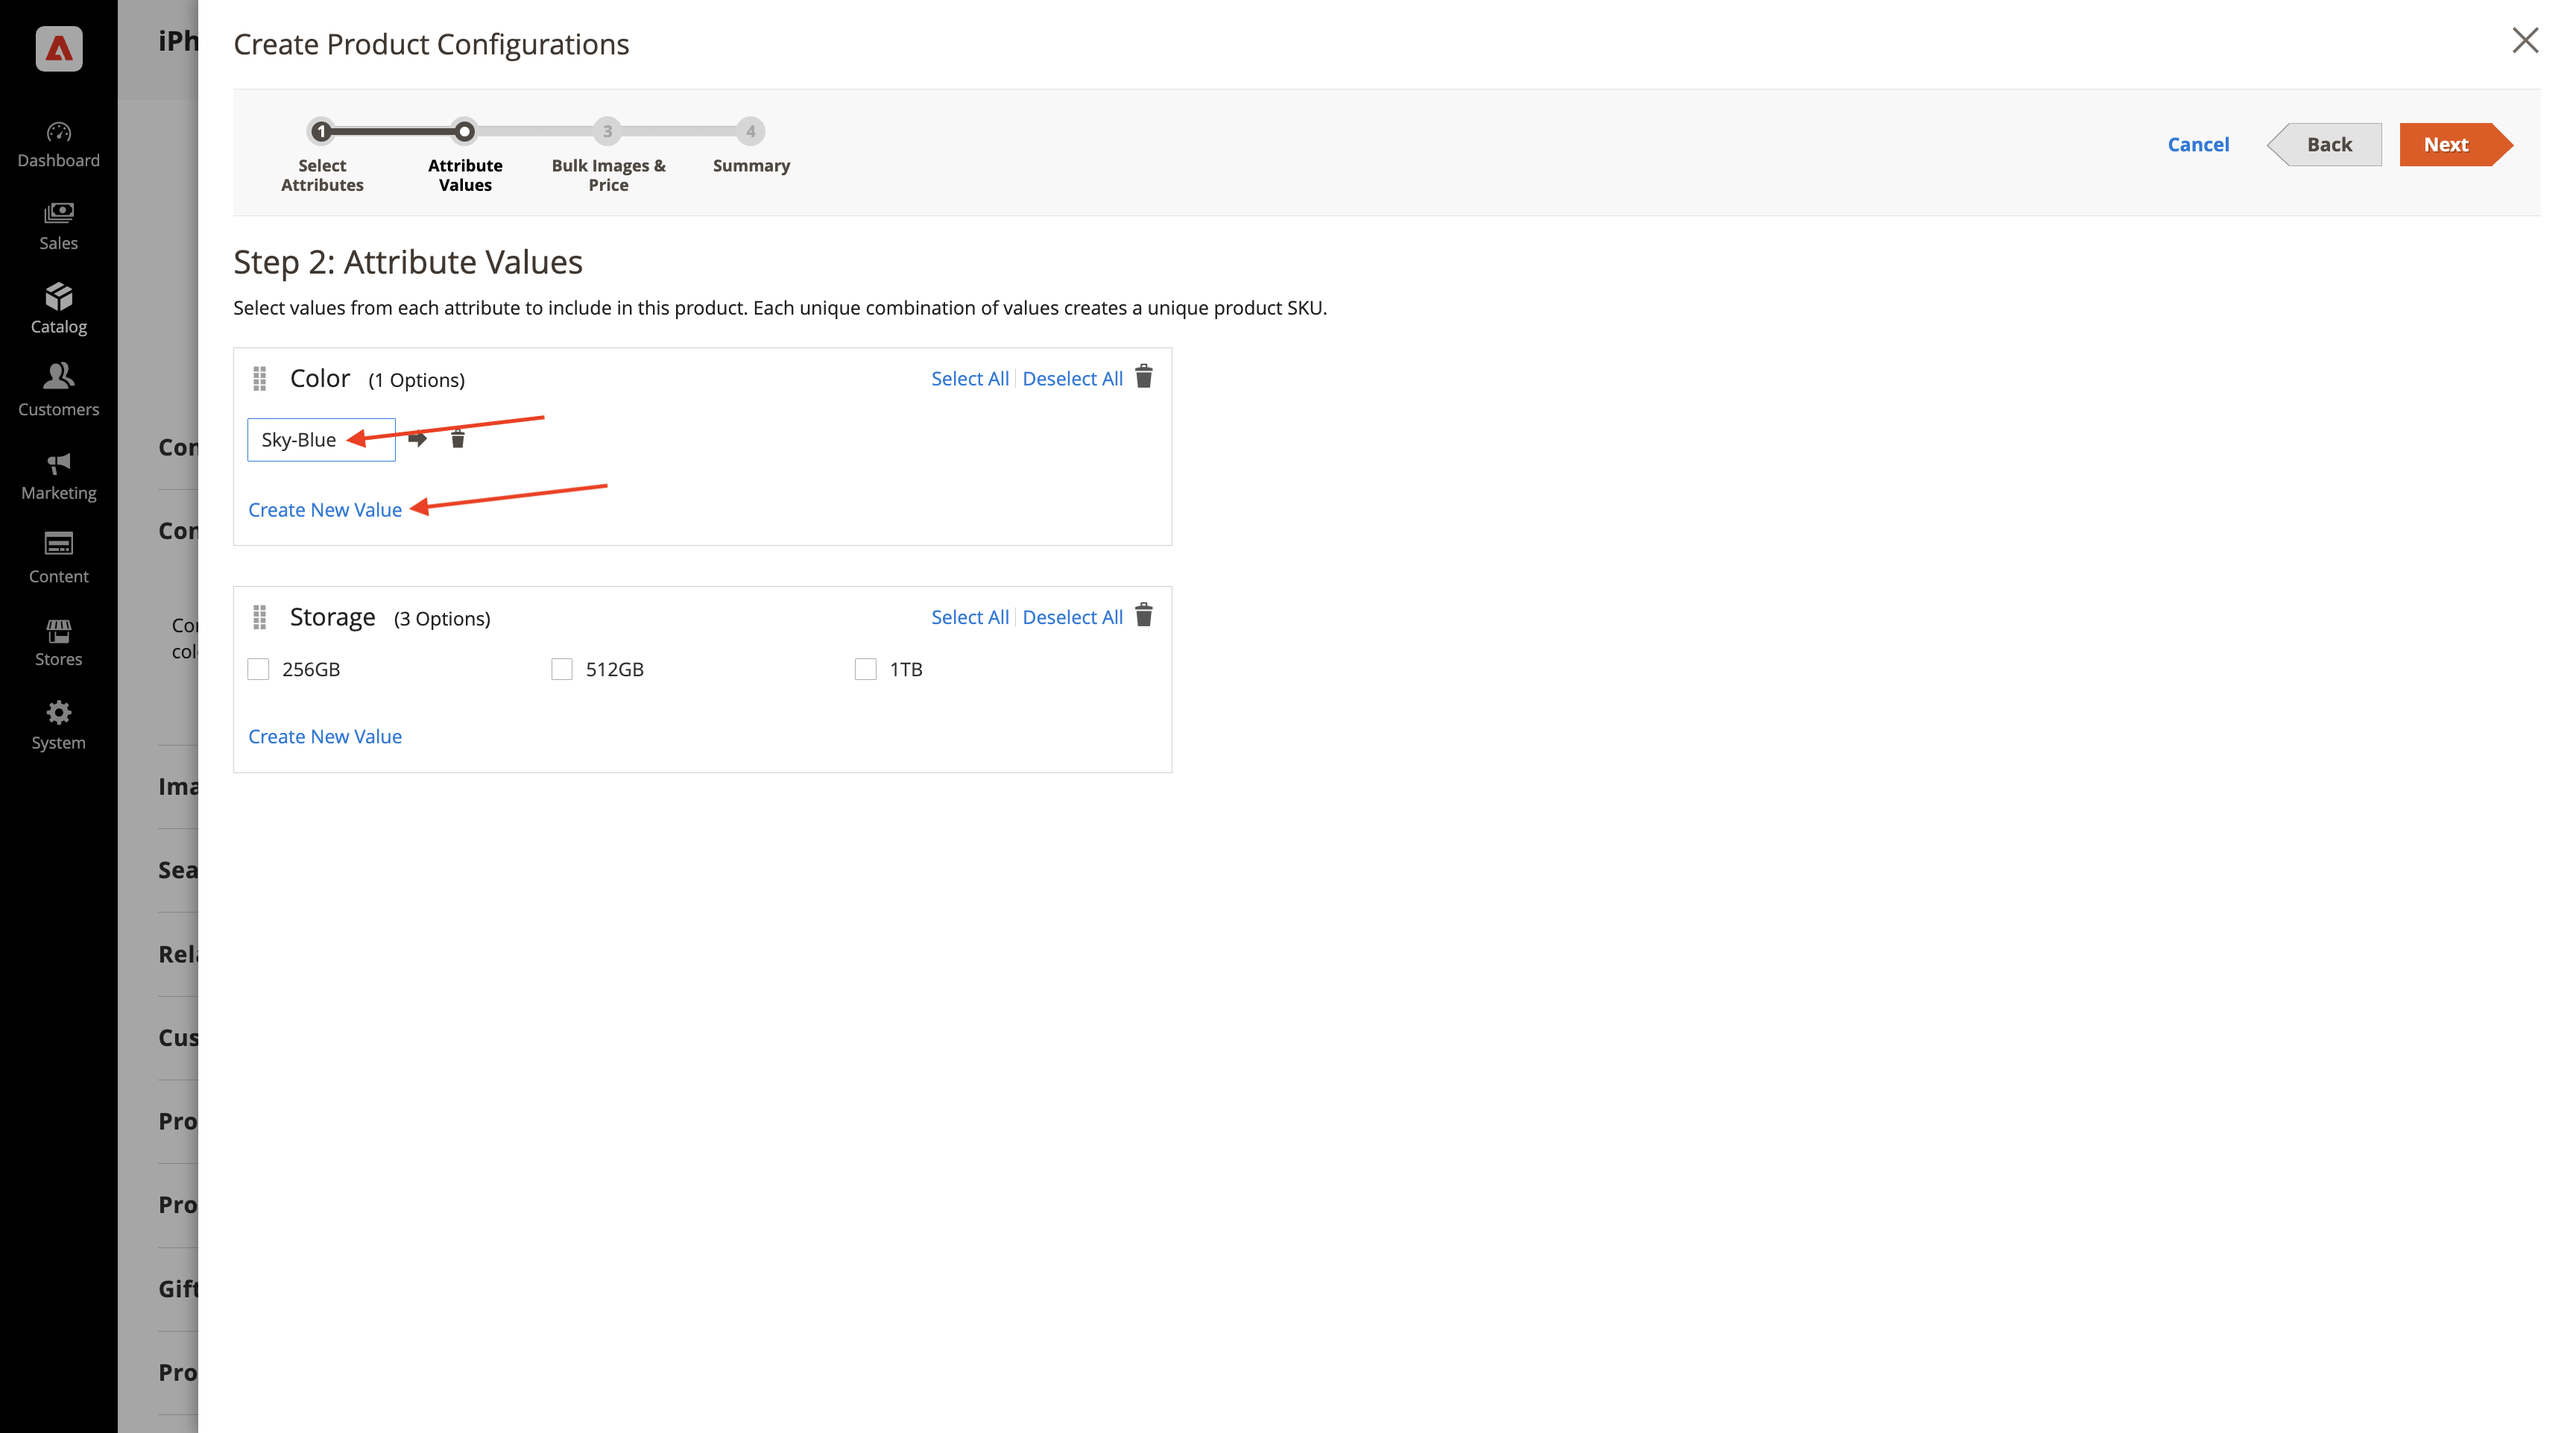 iPh
Create Product Configurations
1
3
4
Select
Attributes
Attribute
Values
Bulk Images &
Price
Summary
Cancel
Back
Next
Dashboard
Sales
Catalog
Customers
Marketing
Content
Stores
System
Step 2: Attribute Values
Select values from each attribute to include in this product. Each unique combination of values creates a unique product SKU.
Color (1 Options)
Select All
Deselect All
Sky-Blue
Create New Value
Storage (3 Options)
Select All
Deselect All
256GB
512GB
1TB
Create New Value
Con
Con
Con
col
Ima
Sea
Rela
Cus
Pro
Pro
Gift
Pro